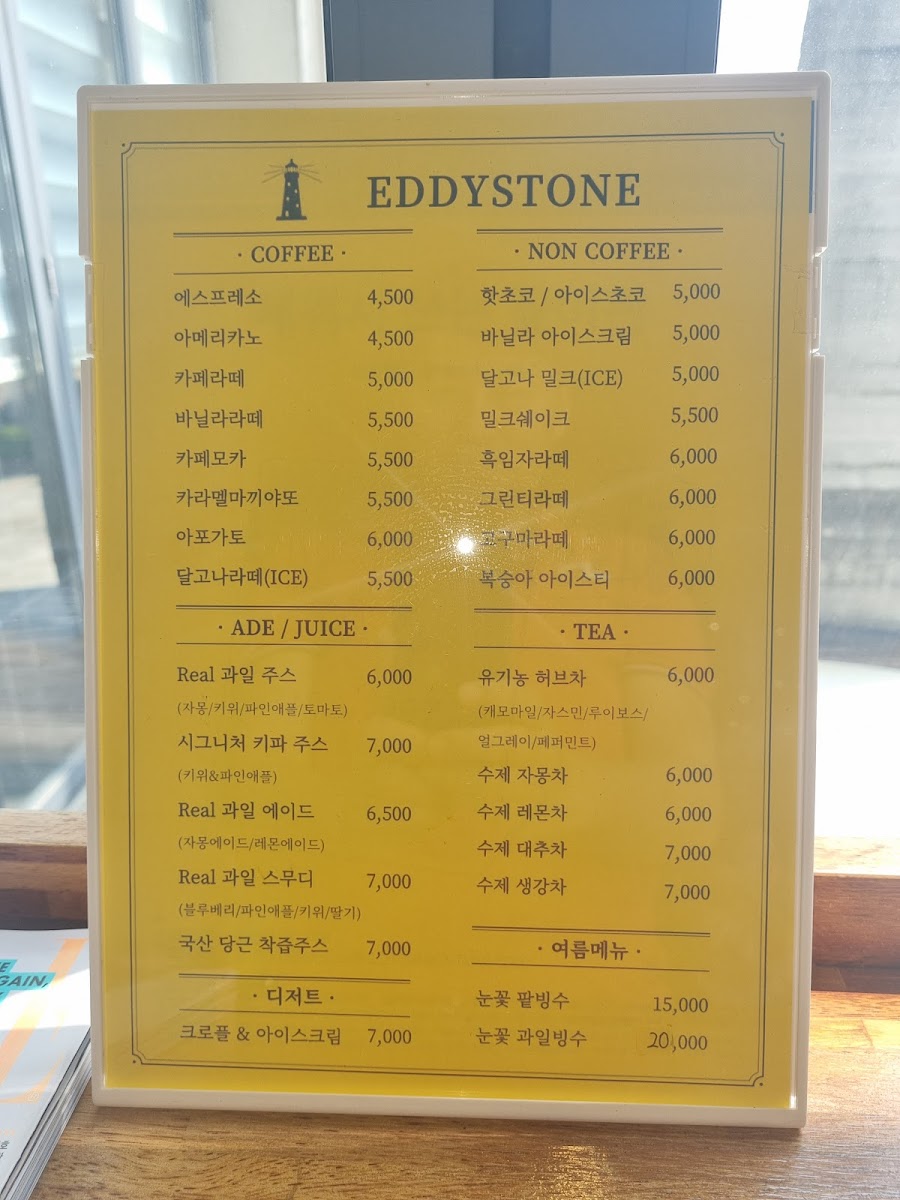 EDDYSTONE
· COFFEE ·
에스프레소 4,500
아메리카노 4,500
카페라떼 5,000
바닐라라떼 5,500
카페모카 5,500
카라멜마끼야또 5,500
아포가토 6,000
달고나라떼(ICE) 5,500
· ADE / JUICE ·
Real 과일 주스 6,000
(자몽/키위/파인애플/토마토)
시그니처 키파 주스 7,000
(키위&파인애플)
Real 과일 에이드 6,500
(자몽에이드/레몬에이드)
Real 과일 스무디 7,000
(블루베리/파인애플/키위/딸기)
국산 당근 착즙주스 7,000
· 디저트 ·
크로플 & 아이스크림 7,000
· NON COFFEE ·
핫초코 / 아이스초코 5,000
바닐라 아이스크림 5,000
달고나 밀크(ICE) 5,000
밀크쉐이크 5,500
흑임자라떼 6,000
그린티라떼 6,000
고구마라떼 6,000
복숭아 아이스티 6,000
· TEA ·
유기농 허브차 6,000
(캐모마일/자스민/루이보스/
얼그레이/페퍼민트)
수제 자몽차 6,000
수제 레몬차 6,000
수제 대추차 7,000
수제 생강차 7,000
· 여름메뉴 ·
눈꽃 팥빙수 15,000
눈꽃 과일빙수 20,000
GAIN,